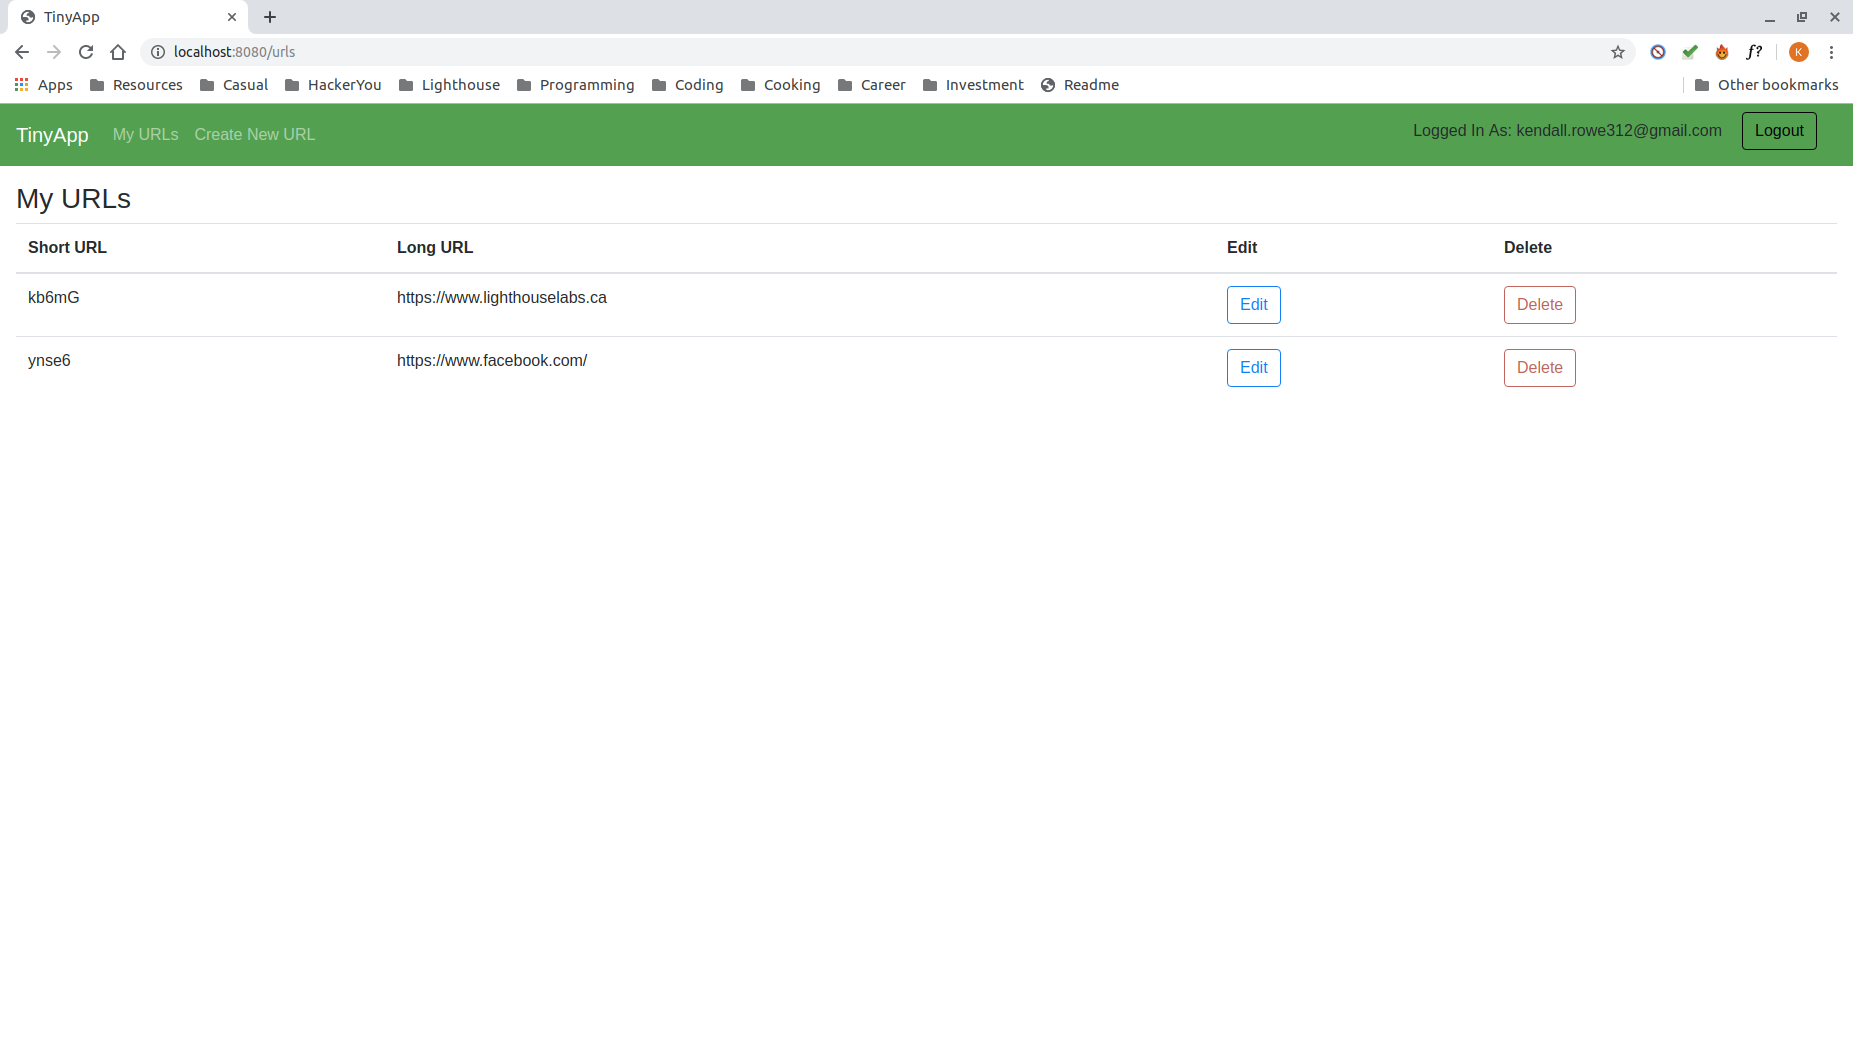 TinyApp
localhost:8080/urls
f?
K
Apps Resources Casual HackerYou Lighthouse Programming Coding Cooking Career Investment Readme Other bookmarks
TinyApp My URLs Create New URL Logged In As: kendall.rowe312@gmail.com Logout
My URLs
Short URL Long URL Edit Delete
kb6mG https://www.lighthouselabs.ca Edit Delete
ynse6 https://www.facebook.com/ Edit Delete